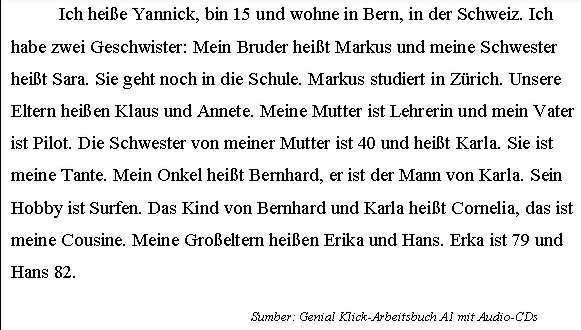 Ich heiße Yannick, bin 15 und wohne in Bern, in der Schweiz. Ich
habe zwei Geschwister: Mein Bruder heißt Markus und meine Schwester
heißt Sara. Sie geht noch in die Schule. Markus studiert in Zürich. Unsere
Eltern heißen Klaus und Annete. Meine Mutter ist Lehrerin und mein Vater
ist Pilot. Die Schwester von meiner Mutter ist 40 und heißt Karla. Sie ist
meine Tante. Mein Onkel heißt Bernhard, er ist der Mann von Karla. Sein
Hobby ist Surfen. Das Kind von Bernhard und Karla heißt Cornelia, das ist
meine Cousine. Meine Großeltern heißen Erika und Hans. Erka ist 79 und
Hans 82.
Sumber: Genial Klick-Arbeitsbuch A1 mit Audio-CDs